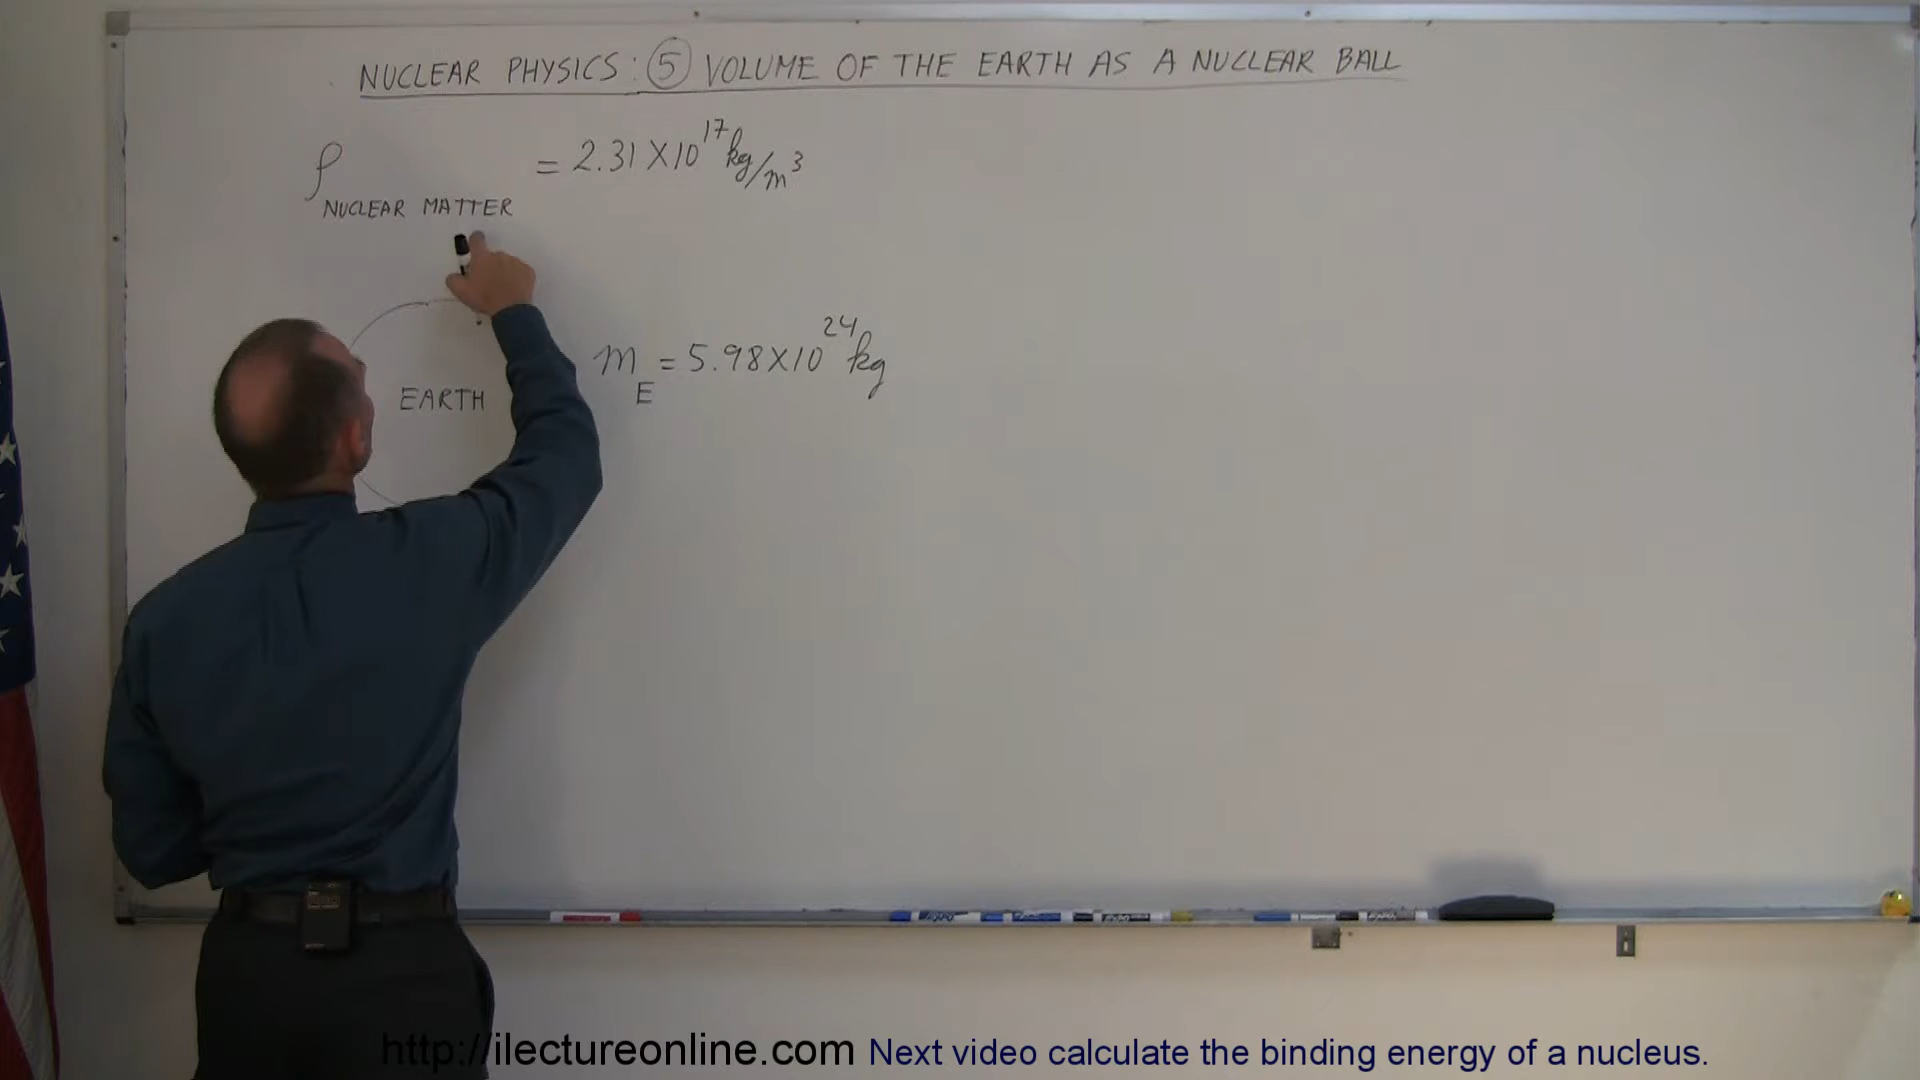 NUCLEAR PHYSICS: 5 VOLUME OF THE EARTH AS A NUCLEAR BALL
ρ NUCLEAR MATTER = 2.31 X 10^17 kg/m^3
m_E = 5.98 X 10^24 kg
EARTH
http://ilectureonline.com Next video calculate the binding energy of a nucleus.